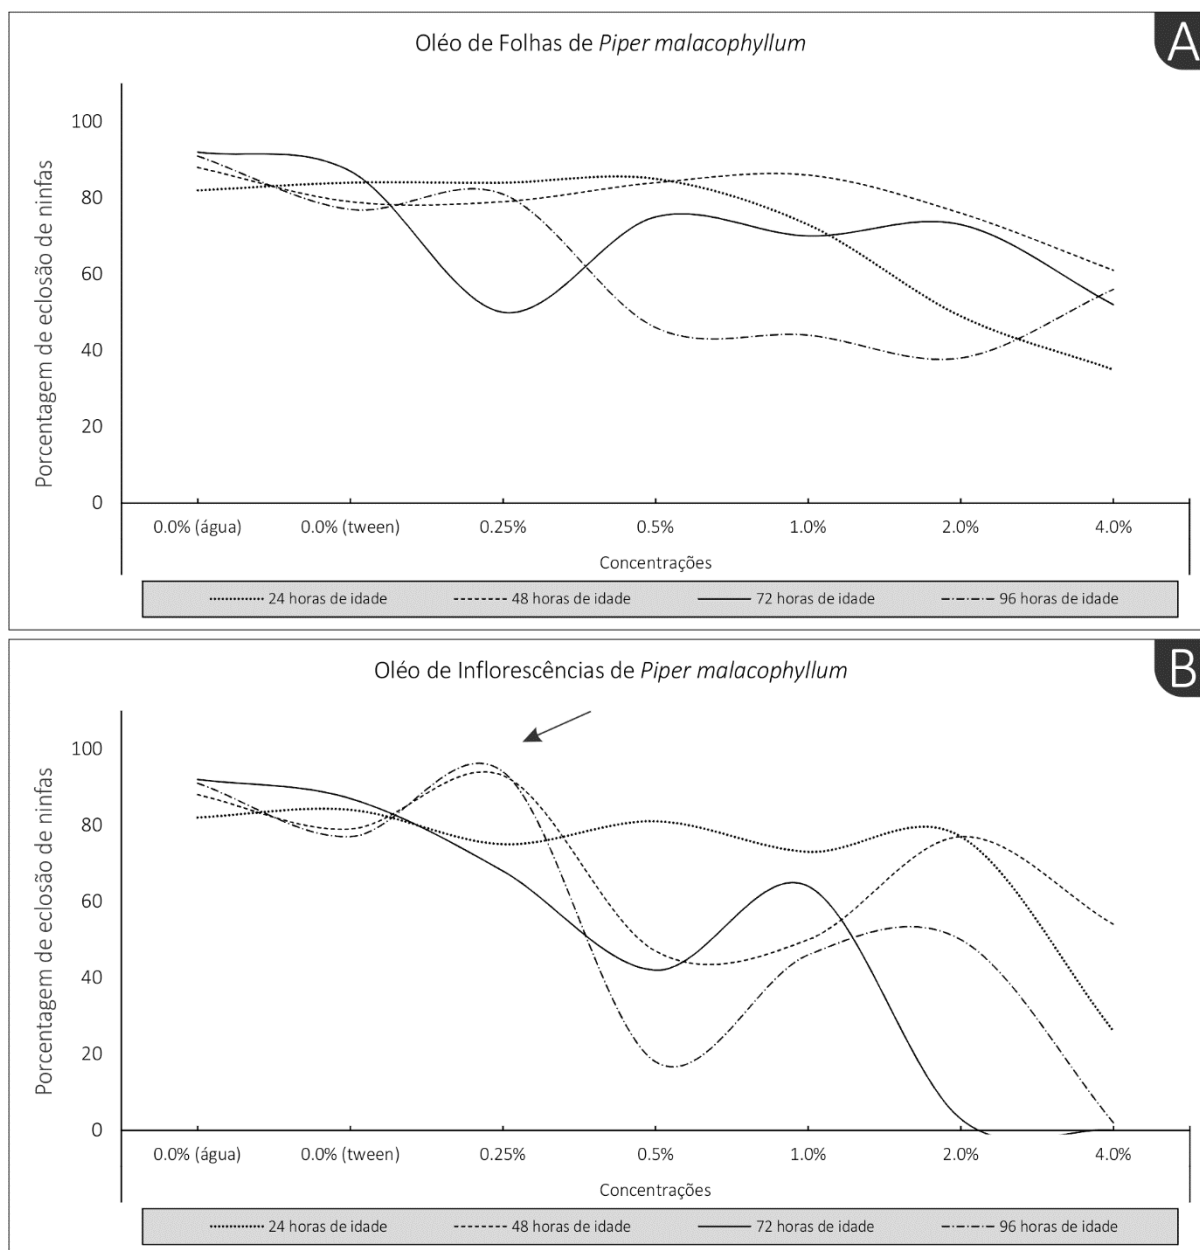 Oléo de Folhas de Piper malacophyllum
A
Porcentagem de eclosão de ninfas
100
80
60
40
20
0
0.0% (água) 0.0% (tween) 0.25% 0.5% 1.0% 2.0% 4.0%
Concentrações
24 horas de idade 48 horas de idade 72 horas de idade 96 horas de idade
Oléo de Inflorescências de Piper malacophyllum
B
Porcentagem de eclosão de ninfas
100
80
60
40
20
0
0.0% (água) 0.0% (tween) 0.25% 0.5% 1.0% 2.0% 4.0%
Concentrações
24 horas de idade 48 horas de idade 72 horas de idade 96 horas de idade